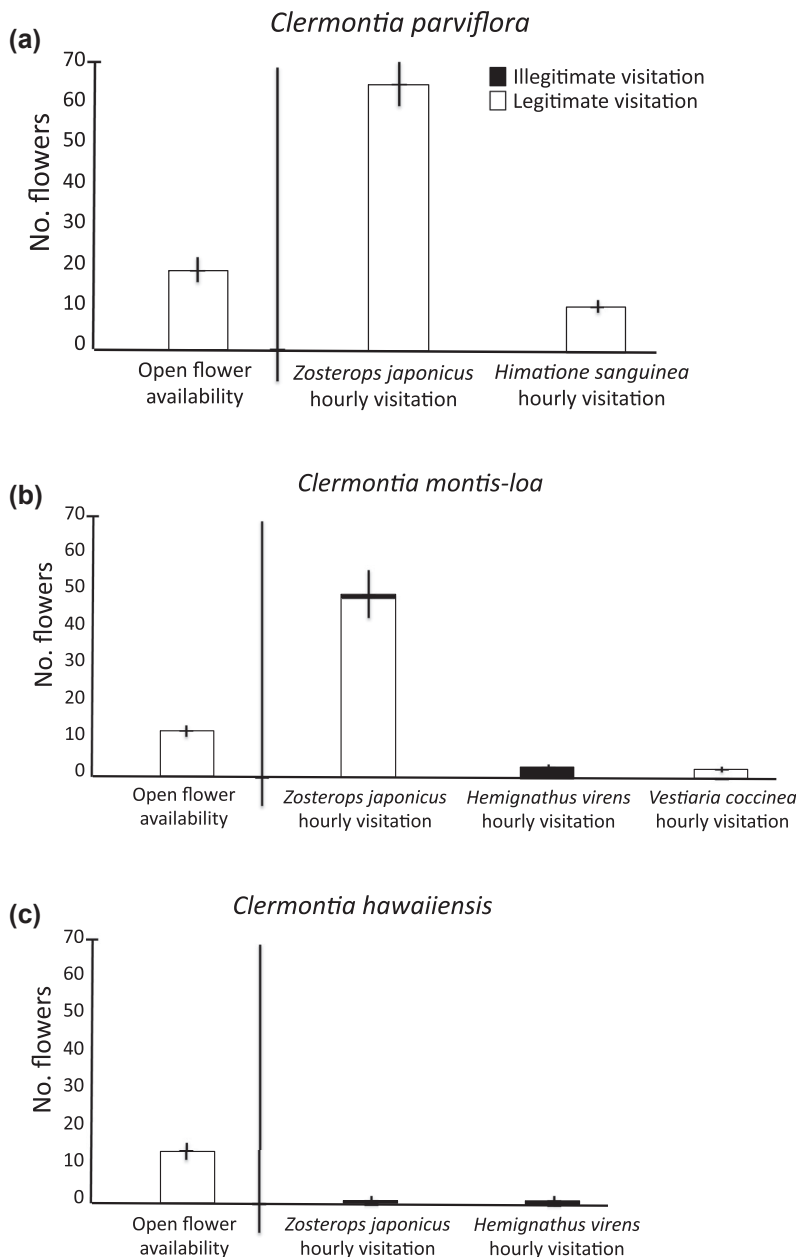 (a)
Clermontia parviflora
Illegitimate visitation
Legitimate visitation
No. flowers
70
60
50
40
30
20
10
0
Open flower
availability
Zosterops japonicus
hourly visitation
Himatione sanguinea
hourly visitation
(b)
Clermontia montis-loa
No. flowers
70
60
50
40
30
20
10
0
Open flower
availability
Zosterops japonicus
hourly visitation
Hemignathus virens
hourly visitation
Vestiaria coccinea
hourly visitation
(c)
Clermontia hawaiiensis
No. flowers
70
60
50
40
30
20
10
0
Open flower
availability
Zosterops japonicus
hourly visitation
Hemignathus virens
hourly visitation